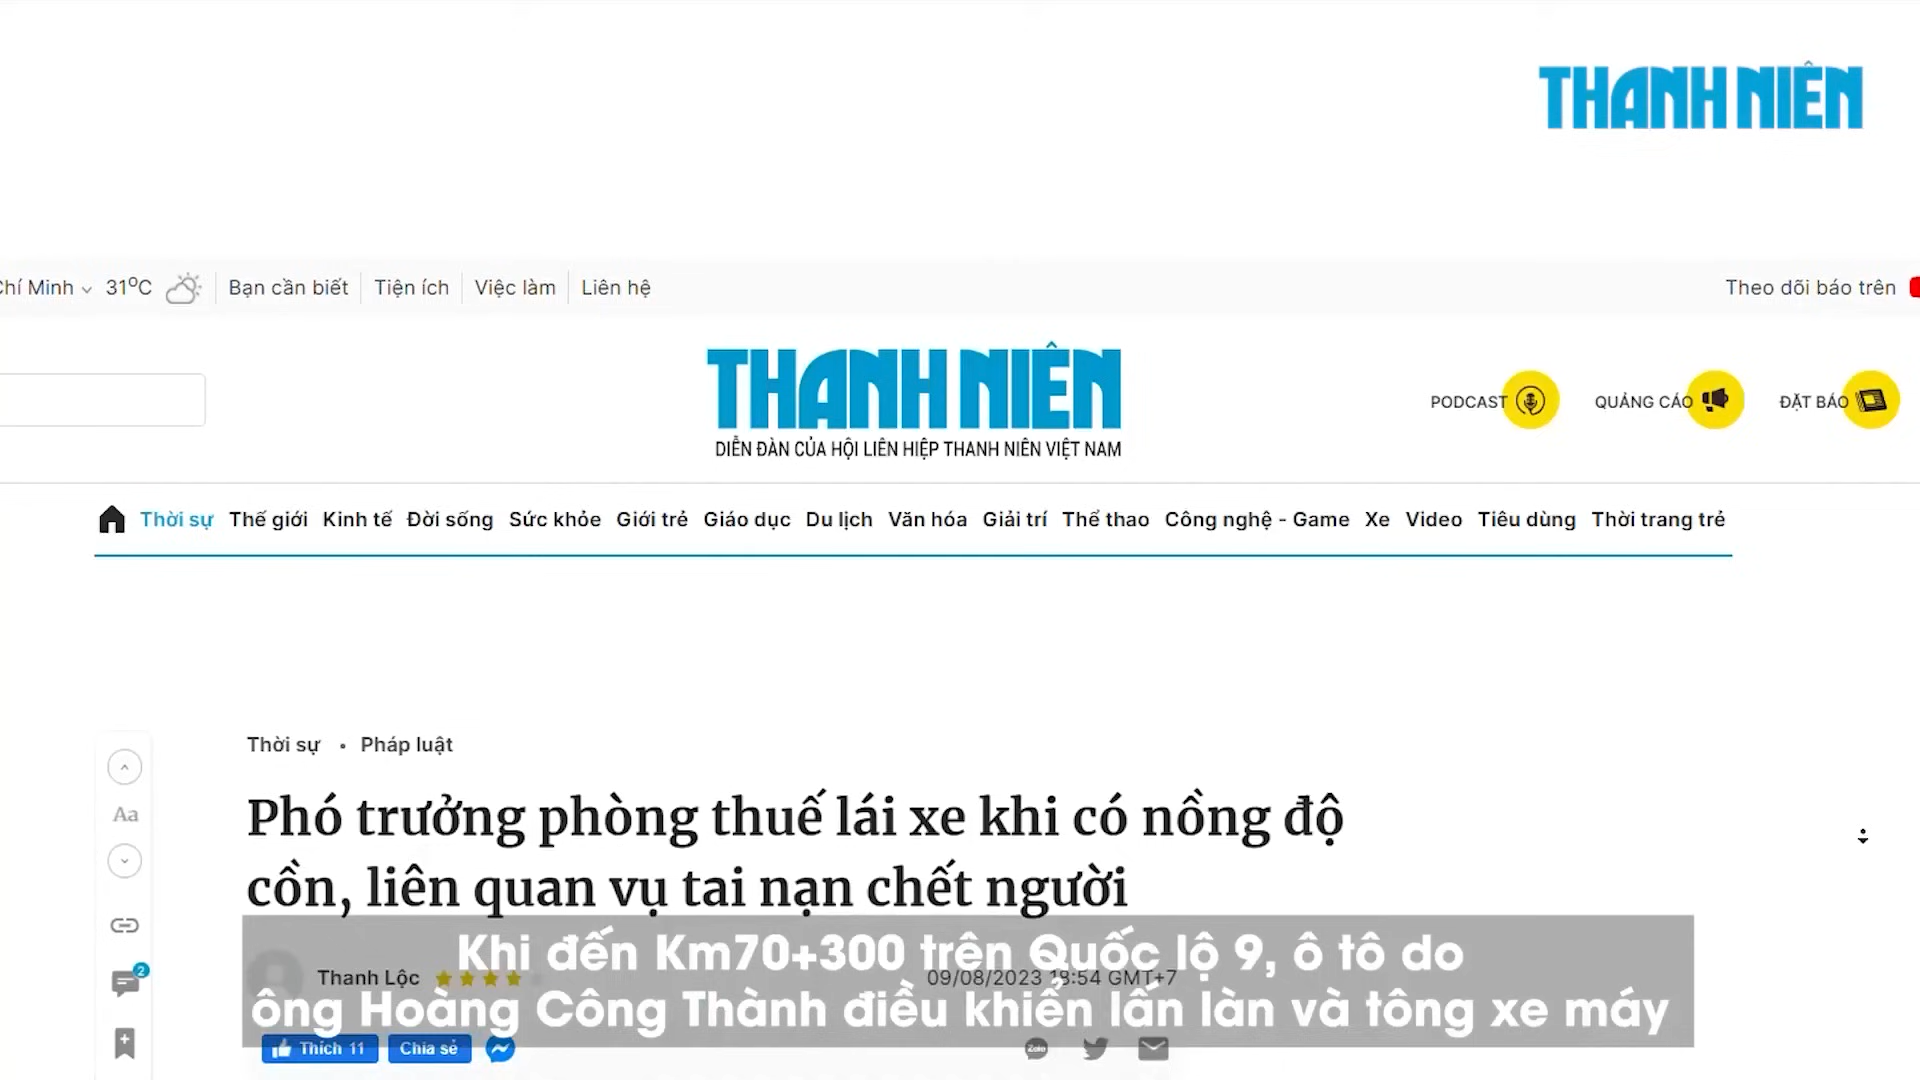 THANH NIÊN
Chí Minh 31°C Bạn cần biết Tiện ích Việc làm Liên hệ Theo dõi báo trên
THANH NIÊN
DIỄN ĐÀN CỦA HỘI LIÊN HIỆP THANH NIÊN VIỆT NAM
PODCAST QUẢNG CÁO ĐẶT BÁO
Thời sự Thế giới Kinh tế Đời sống Sức khỏe Giới trẻ Giáo dục Du lịch Văn hóa Giải trí Thể thao Công nghệ - Game Xe Video Tiêu dùng Thời trang trẻ
Thời sự • Pháp luật
Aa
Phó trưởng phòng thuế lái xe khi có nồng độ
cồn, liên quan vụ tai nạn chết người
Khi đến Km70+300 trên Quốc lộ 9, ô tô do
ông Hoàng Công Thành điều khiển lấn làn và tông xe máy
2
Thanh Lộc 09/08/2023 18:54 GMT+7
Thích 11 Chia sẻ Zalo